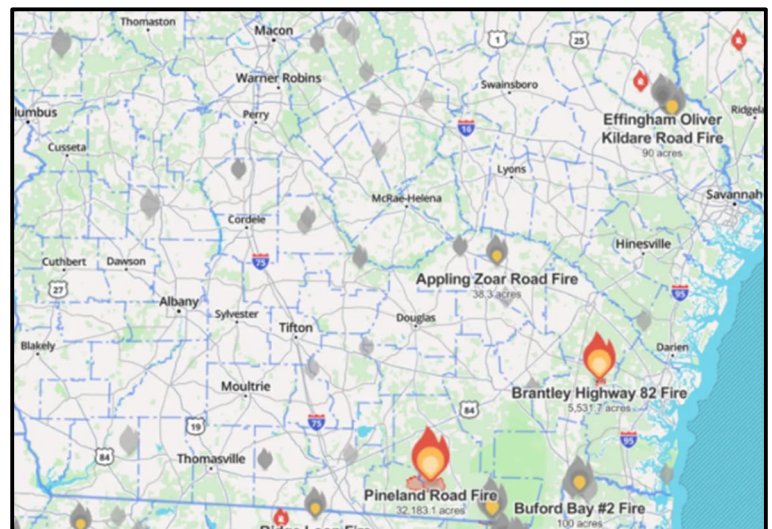 Thomaston
Macon
1
25
Warner Robins
Swainsboro
Perry
lumbus
Effingham Oliver
Kildare Road Fire
90 acres
Ridgela
16
Cusseta
Lyons
McRae-Helena
Savannah
Cordele
Hinesville
Cuthbert
Dawson
75
Appling Zoar Road Fire
38.3 acres
27
95
Albany
Sylvester
Tifton
Douglas
Blakely
Darien
Moultrie
Brantley Highway 82 Fire
5,531.7 acres
84
19
75
95
84
Thomasville
Pineland Road Fire
32,183.1 acres
Buford Bay #2 Fire
100 acres